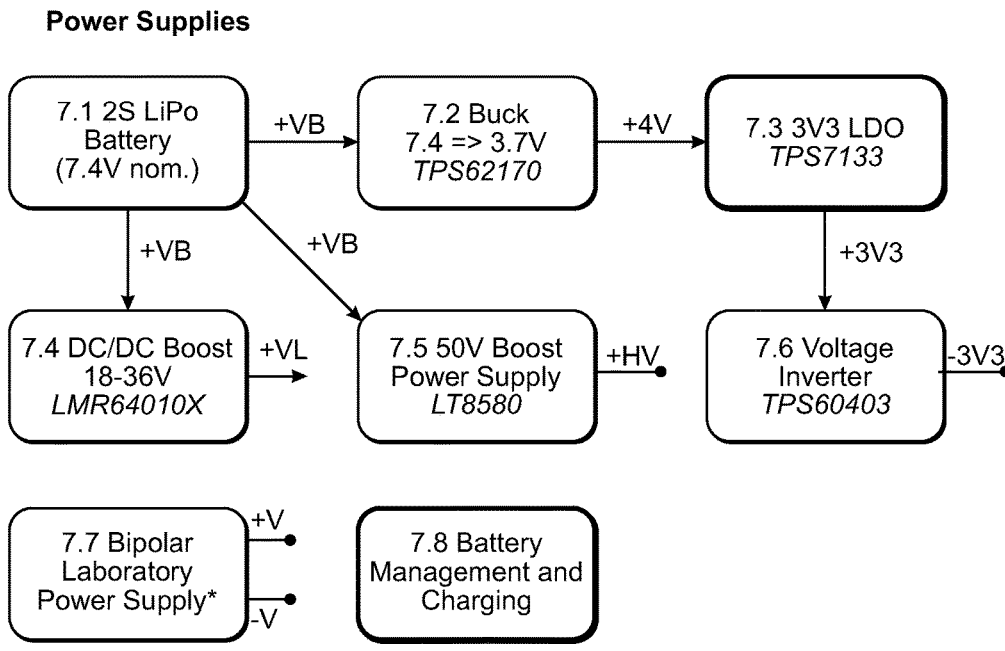 Power Supplies
7.1 2S LiPo
Battery
(7.4V nom.)
+VB
7.2 Buck
7.4 => 3.7V
TPS62170
+4V
7.3 3V3 LDO
TPS7133
+VB
+VB
+3V3
7.4 DC/DC Boost
18-36V
LMR64010X
+VL
7.5 50V Boost
Power Supply
LT8580
+HV
7.6 Voltage
Inverter
TPS60403
-3V3
7.7 Bipolar
Laboratory
Power Supply*
+V
-V
7.8 Battery
Management and
Charging